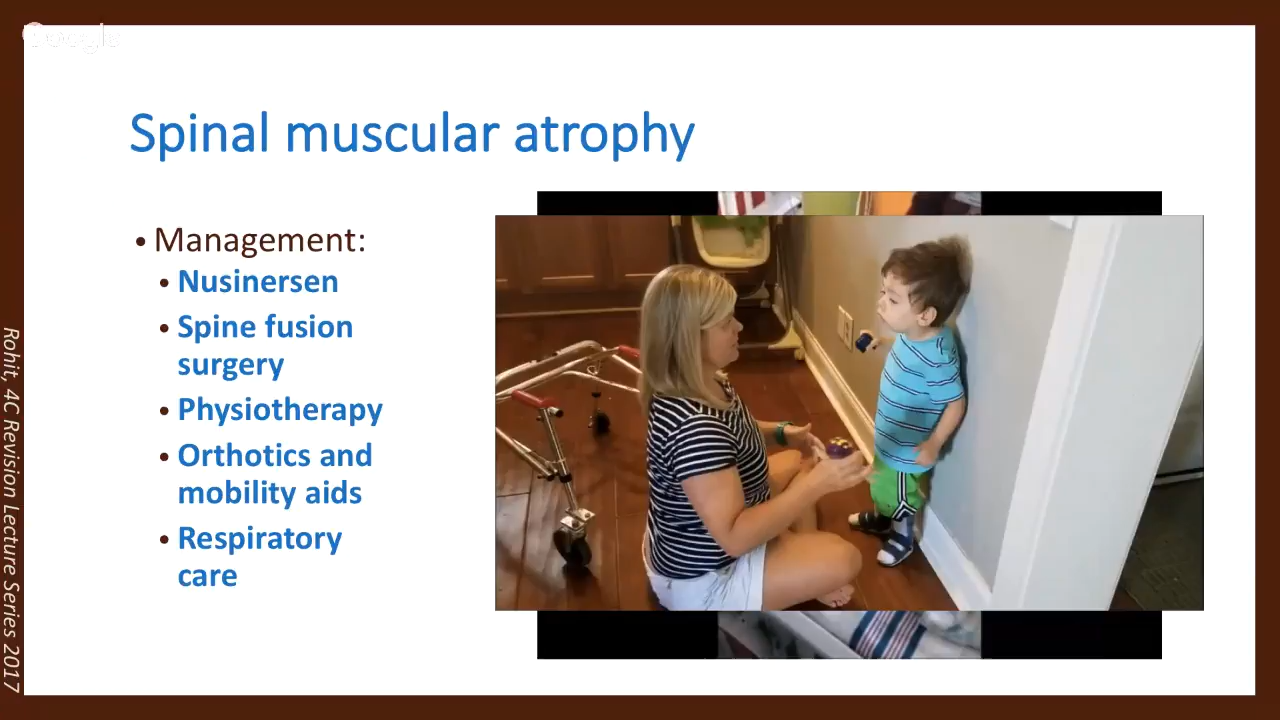 Google
Spinal muscular atrophy
• Management:
• Nusinersen
• Spine fusion
surgery
• Physiotherapy
• Orthotics and
mobility aids
• Respiratory
care
Rohit, 4C Revision Lecture Series 2017